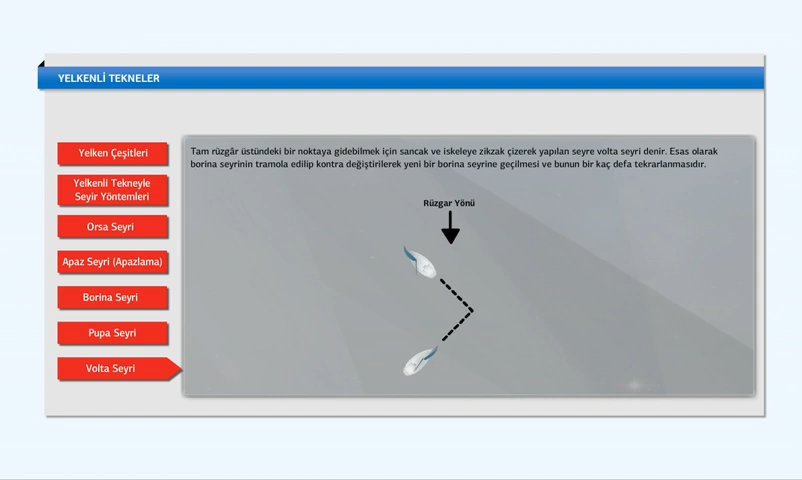 YELKENLİ TEKNELER
Yelken Çeşitleri
Yelkenli Tekneyle
Seyir Yöntemleri
Orsa Seyri
Apaz Seyri (Apazlama)
Borina Seyri
Pupa Seyri
Volta Seyri
Tam rüzgâr üstündeki bir noktaya gidebilmek için sancak ve iskeleye zikzak çizerek yapılan seyre volta seyri denir. Esas olarak
borina seyrinin tramola edilip kontra değiştirilerek yeni bir borina seyrine geçilmesi ve bunun bir kaç defa tekrarlanmasıdır.
Rüzgar Yönü